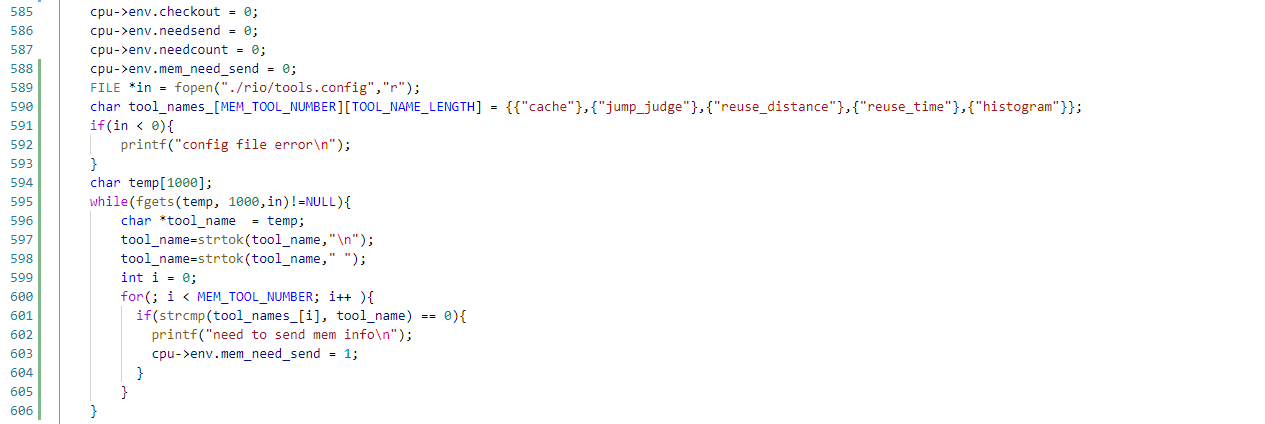 585 cpu->env.checkout = 0;
586 cpu->env.needsend = 0;
587 cpu->env.needcount = 0;
588 cpu->env.mem_need_send = 0;
589 FILE *in = fopen("./rio/tools.config","r");
590 char tool_names_[MEM_TOOL_NUMBER][TOOL_NAME_LENGTH] = {{"cache"},{"jump_judge"},{"reuse_distance"},{"reuse_time"},{"histogram"}};
591 if(in < 0){
592 printf("config file error\n");
593 }
594 char temp[1000];
595 while(fgets(temp, 1000,in)!=NULL){
596 char *tool_name  = temp;
597 tool_name=strtok(tool_name,"\n");
598 tool_name=strtok(tool_name," ");
599 int i = 0;
600 for(; i < MEM_TOOL_NUMBER; i++ ){
601 if(strcmp(tool_names_[i], tool_name) == 0){
602 printf("need to send mem info\n");
603 cpu->env.mem_need_send = 1;
604 }
605 }
606 }